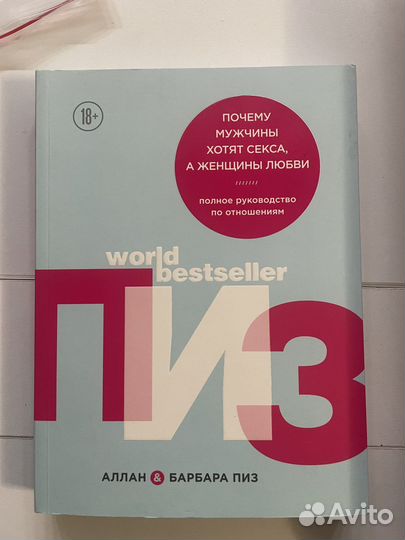 18+
ПОЧЕМУ
МУЖЧИНЫ
ХОТЯТ СЕКСА,
А ЖЕНЩИНЫ ЛЮБВИ
///////
ПОЛНОЕ РУКОВОДСТВО
ПО ОТНОШЕНИЯМ
world
bestseller
ПИЗ
АЛЛАН & БАРБАРА ПИЗ
Avito